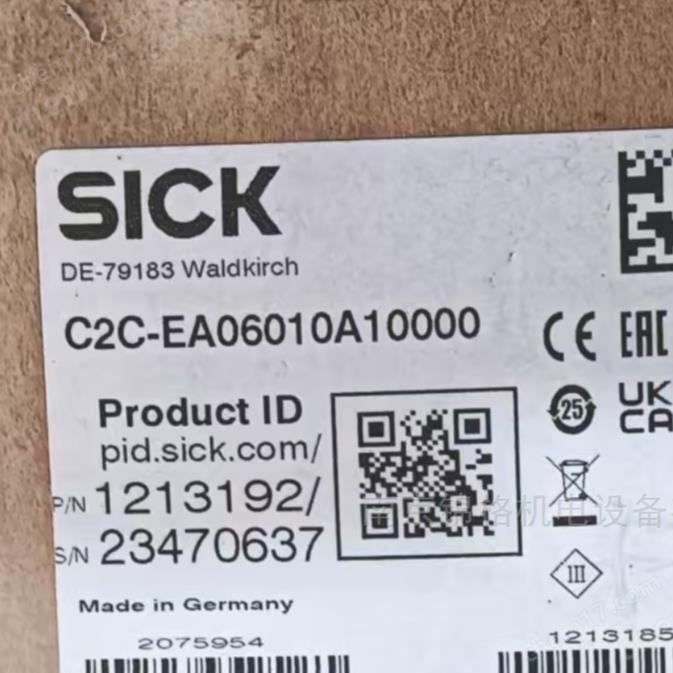 SICK
DE-79183 Waldkirch
C2C-EA06010A10000
CE EAC
Product ID
pid.sick.com/
25
UK
CA
P/N 1213192/
S/N 23470637
III
Made in Germany
2075954
1213185